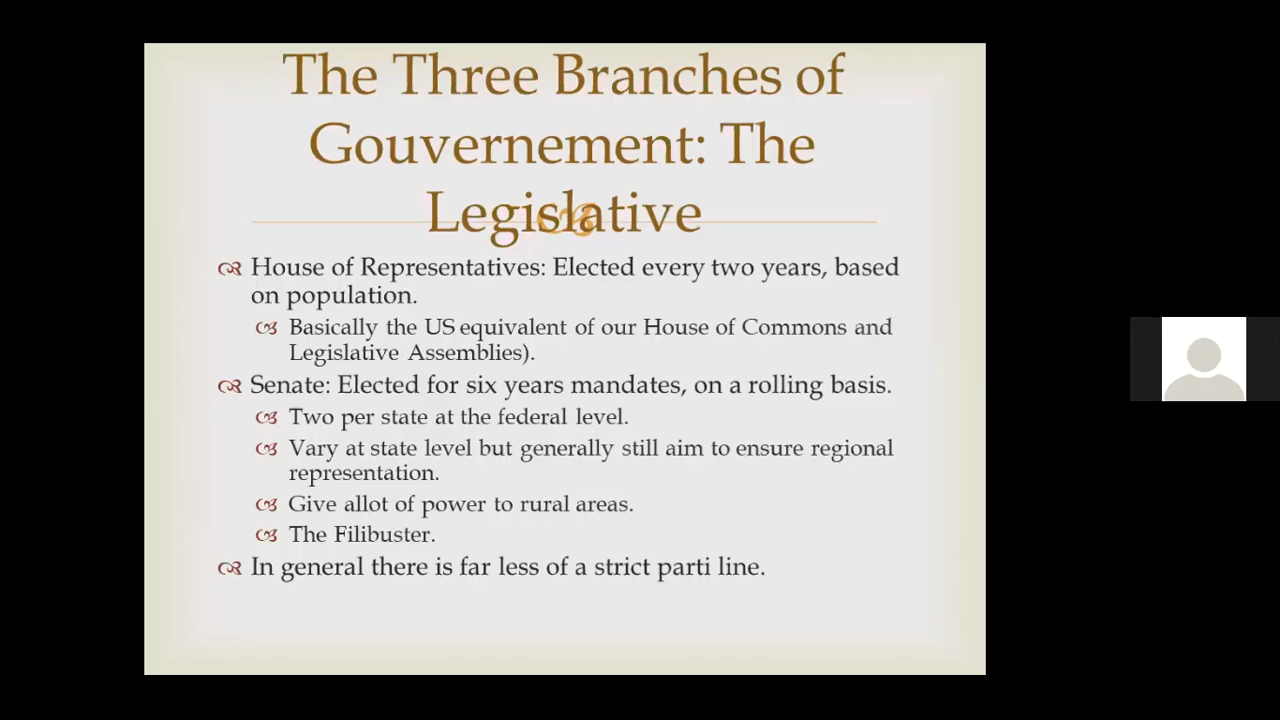 The Three Branches of
Gouvernement: The
Legislative
House of Representatives: Elected every two years, based
on population.
Basically the US equivalent of our House of Commons and
Legislative Assemblies).
Senate: Elected for six years mandates, on a rolling basis.
Two per state at the federal level.
Vary at state level but generally still aim to ensure regional
representation.
Give allot of power to rural areas.
The Filibuster.
In general there is far less of a strict parti line.